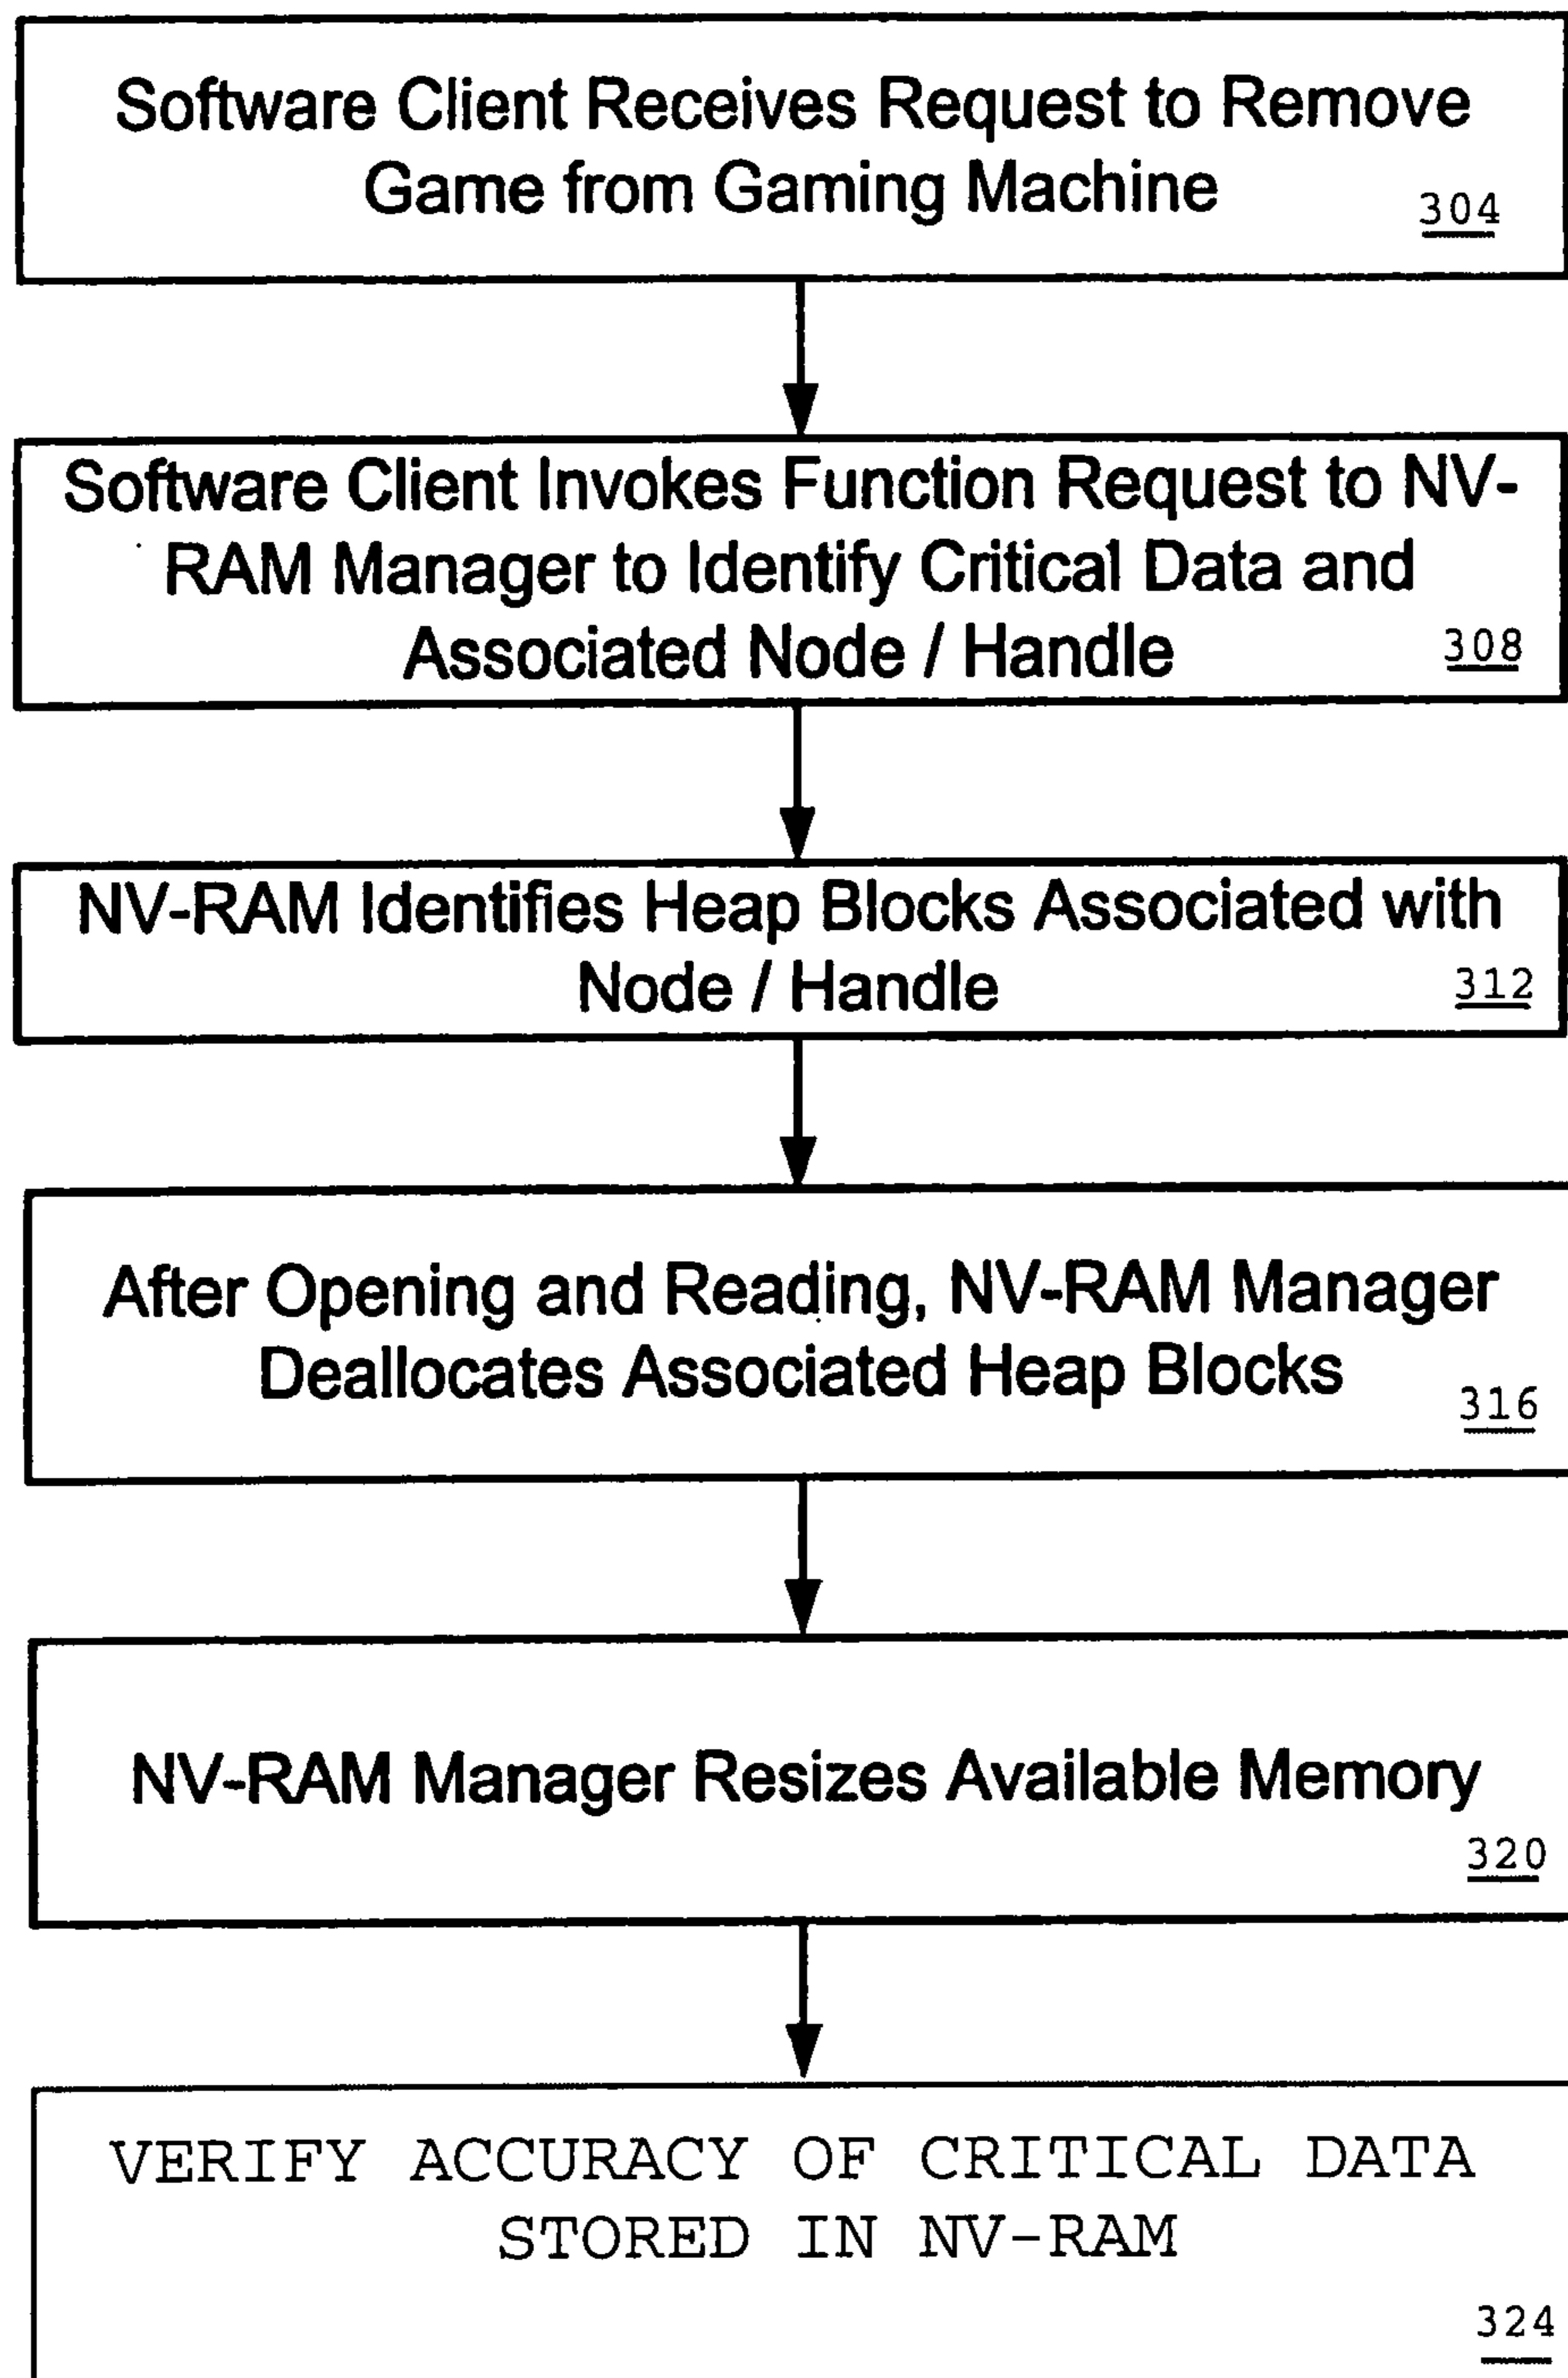 Software Client Receives Request to Remove
Game from Gaming Machine
304
Software Client Invokes Function Request to NV-
RAM Manager to Identify Critical Data and
Associated Node / Handle
308
NV-RAM Identifies Heap Blocks Associated with
Node / Handle
312
After Opening and Reading, NV-RAM Manager
Deallocates Associated Heap Blocks
316
NV-RAM Manager Resizes Available Memory
320
VERIFY ACCURACY OF CRITICAL DATA
STORED IN NV-RAM
324